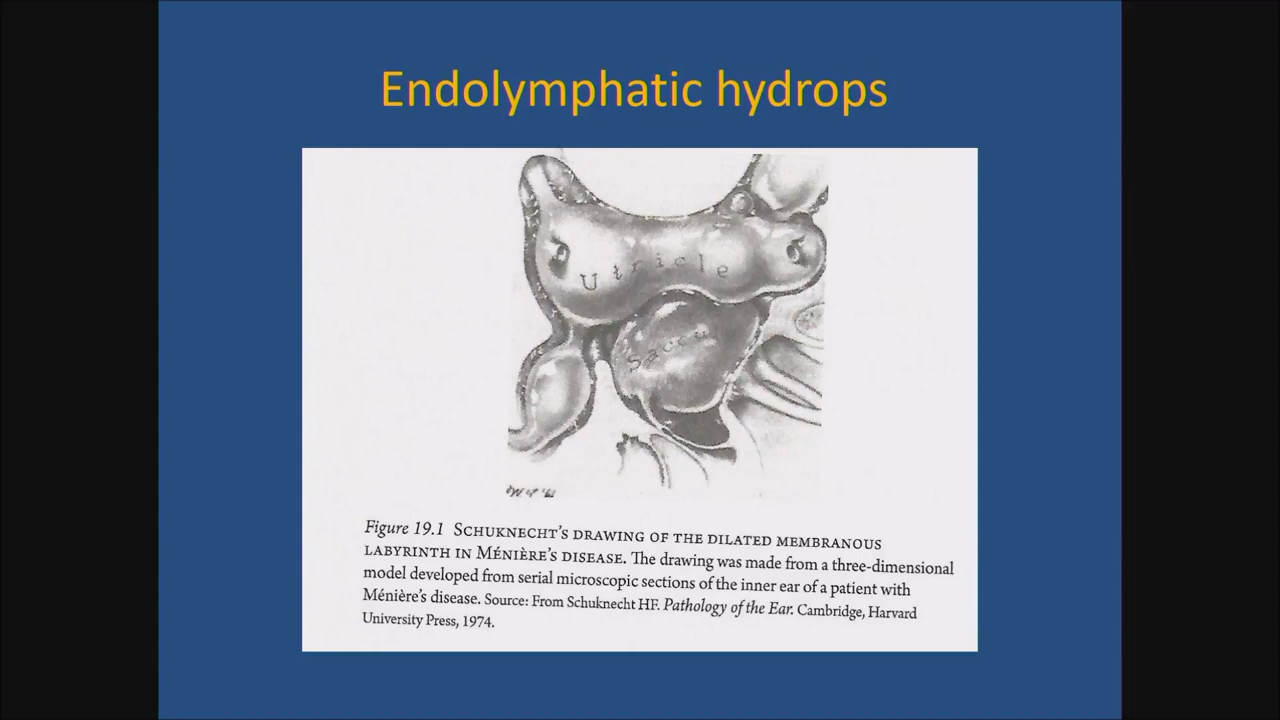 Endolymphatic hydrops
Utricle
Saccu
Figure 19.1 SCHUKNECHT'S DRAWING OF THE DILATED MEMBRANOUS
LABYRINTH IN MÉNIÈRE'S DISEASE. The drawing was made from a three-dimensional
model developed from serial microscopic sections of the inner ear of a patient with
Ménière's disease. Source: From Schuknecht HF. Pathology of the Ear. Cambridge, Harvard
University Press, 1974.